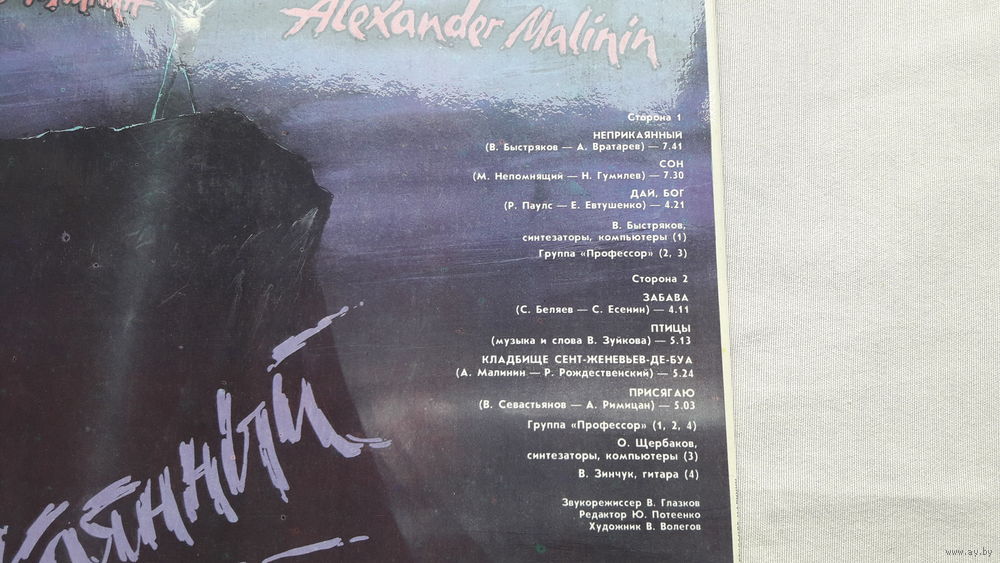 Alexander Malinin
Сторона 1
НЕПРИКАЯННЫЙ
(В. Быстряков — А. Вратарев) — 7.41
СОН
(М. Непомнящий — Н. Гумилев) — 7.30
ДАЙ, БОГ
(Р. Паулс — Е. Евтушенко) — 4.21
В. Быстряков,
синтезаторы, компьютеры (1)
Группа «Профессор» (2, 3)
Сторона 2
ЗАБАВА
(С. Беляев — С. Есенин) — 4.11
ПТИЦЫ
(музыка и слова В. Зуйкова) — 5.13
КЛАДБИЩЕ СЕНТ-ЖЕНЕВЬЕВ-ДЕ-БУА
(А. Малинин — Р. Рождественский) — 5.24
ПРИСЯГАЮ
(В. Севастьянов — А. Римицан) — 5.03
Группа «Профессор» (1, 2, 4)
О. Щербаков,
синтезаторы, компьютеры (3)
В. Зинчук, гитара (4)
Звукорежиссер В. Глазков
Редактор Ю. Потеенко
Художник В. Волегов
каянный
www.ay.by